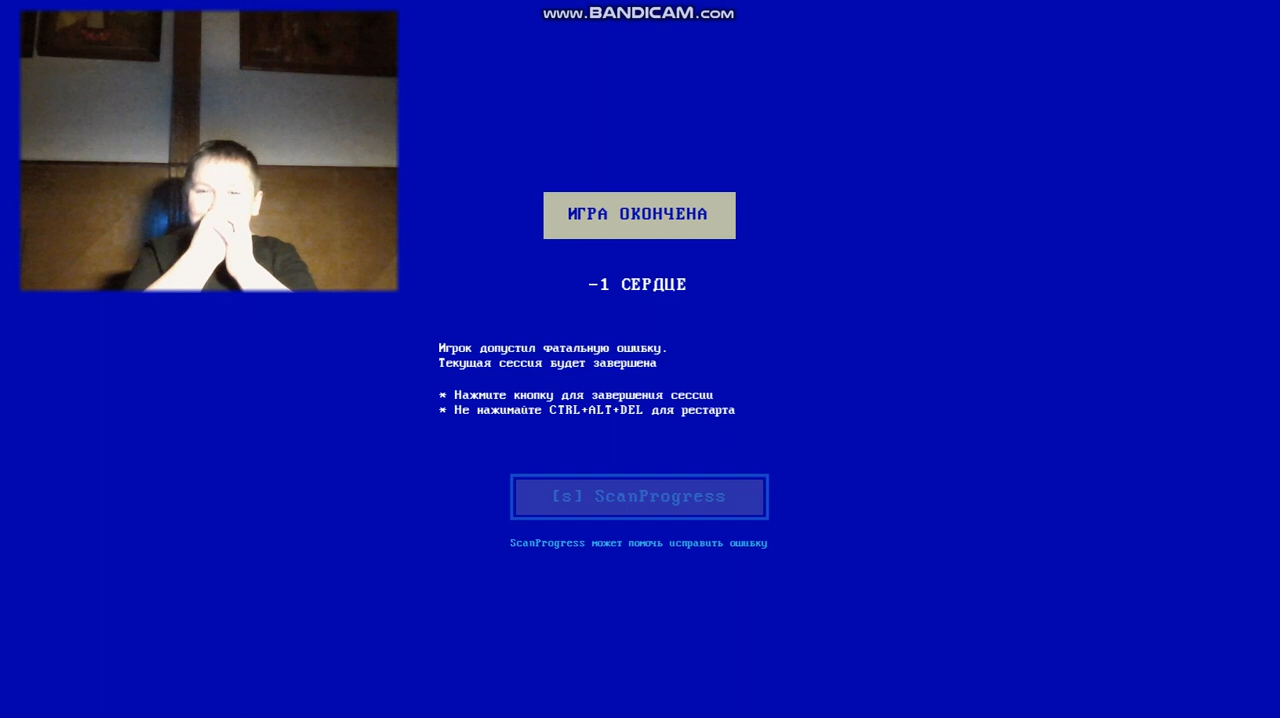 www.BANDICAM.com
ИГРА ОКОНЧЕНА
-1 СЕРДЦЕ
Игрок допустил фатальную ошибку.
Текущая сессия будет завершена
* Нажмите кнопку для завершения сессии
* Не нажимайте CTRL+ALT+DEL для рестарта
[s] ScanProgress
ScanProgress может помочь исправить ошибку